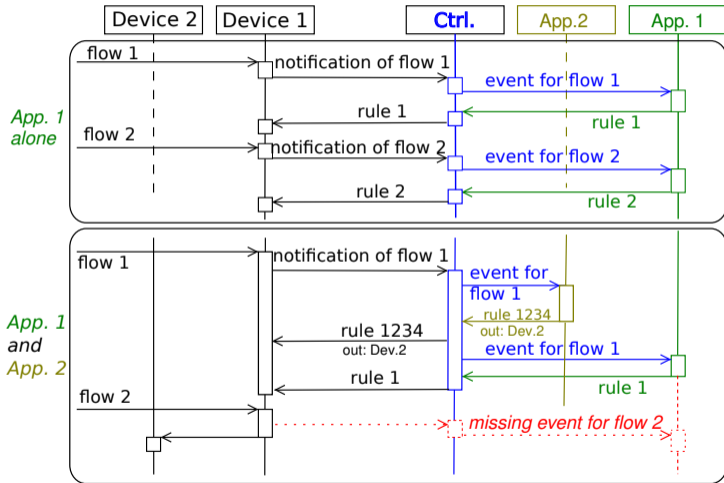 Device 2 Device 1 Ctrl. App.2 App. 1
flow 1
notification of flow 1
event for flow 1
App. 1
alone
rule 1
rule 1
flow 2
notification of flow 2
event for flow 2
rule 2
rule 2
notification of flow 1
flow 1
event for
flow 1
App. 1
and
App. 2
rule 1234
out: Dev.2
rule 1234
out: Dev.2
event for flow 1
rule 1
rule 1
flow 2
missing event for flow 2